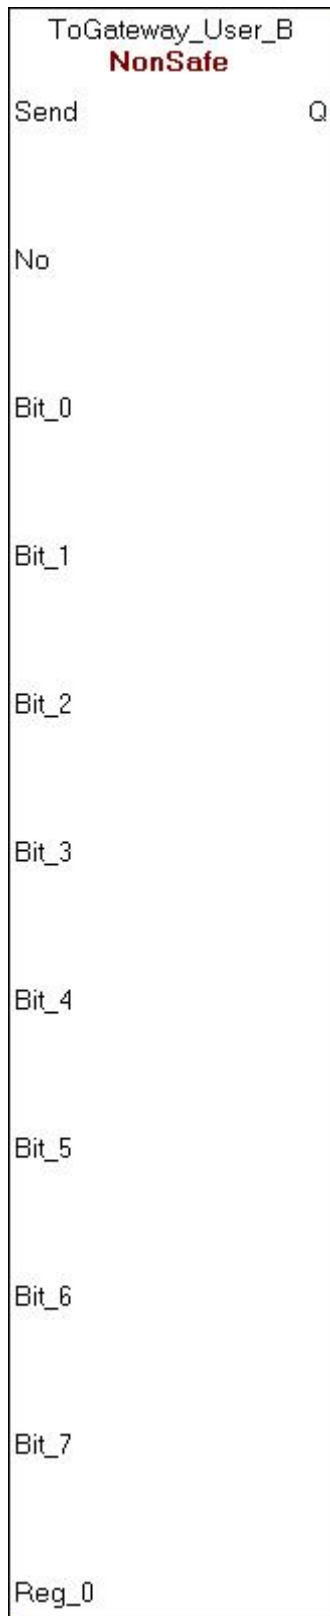 ToGateway_User_B
NonSafe
Send Q
No
Bit_0
Bit_1
Bit_2
Bit_3
Bit_4
Bit_5
Bit_6
Bit_7
Reg_0